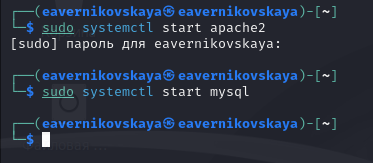 ┌──(eavernikovskaya㉿eavernikovskaya)-[~]
└─$ sudo systemctl start apache2
[sudo] пароль для eavernikovskaya:
┌──(eavernikovskaya㉿eavernikovskaya)-[~]
└─$ sudo systemctl start mysql
┌──(eavernikovskaya㉿eavernikovskaya)-[~]
└─$